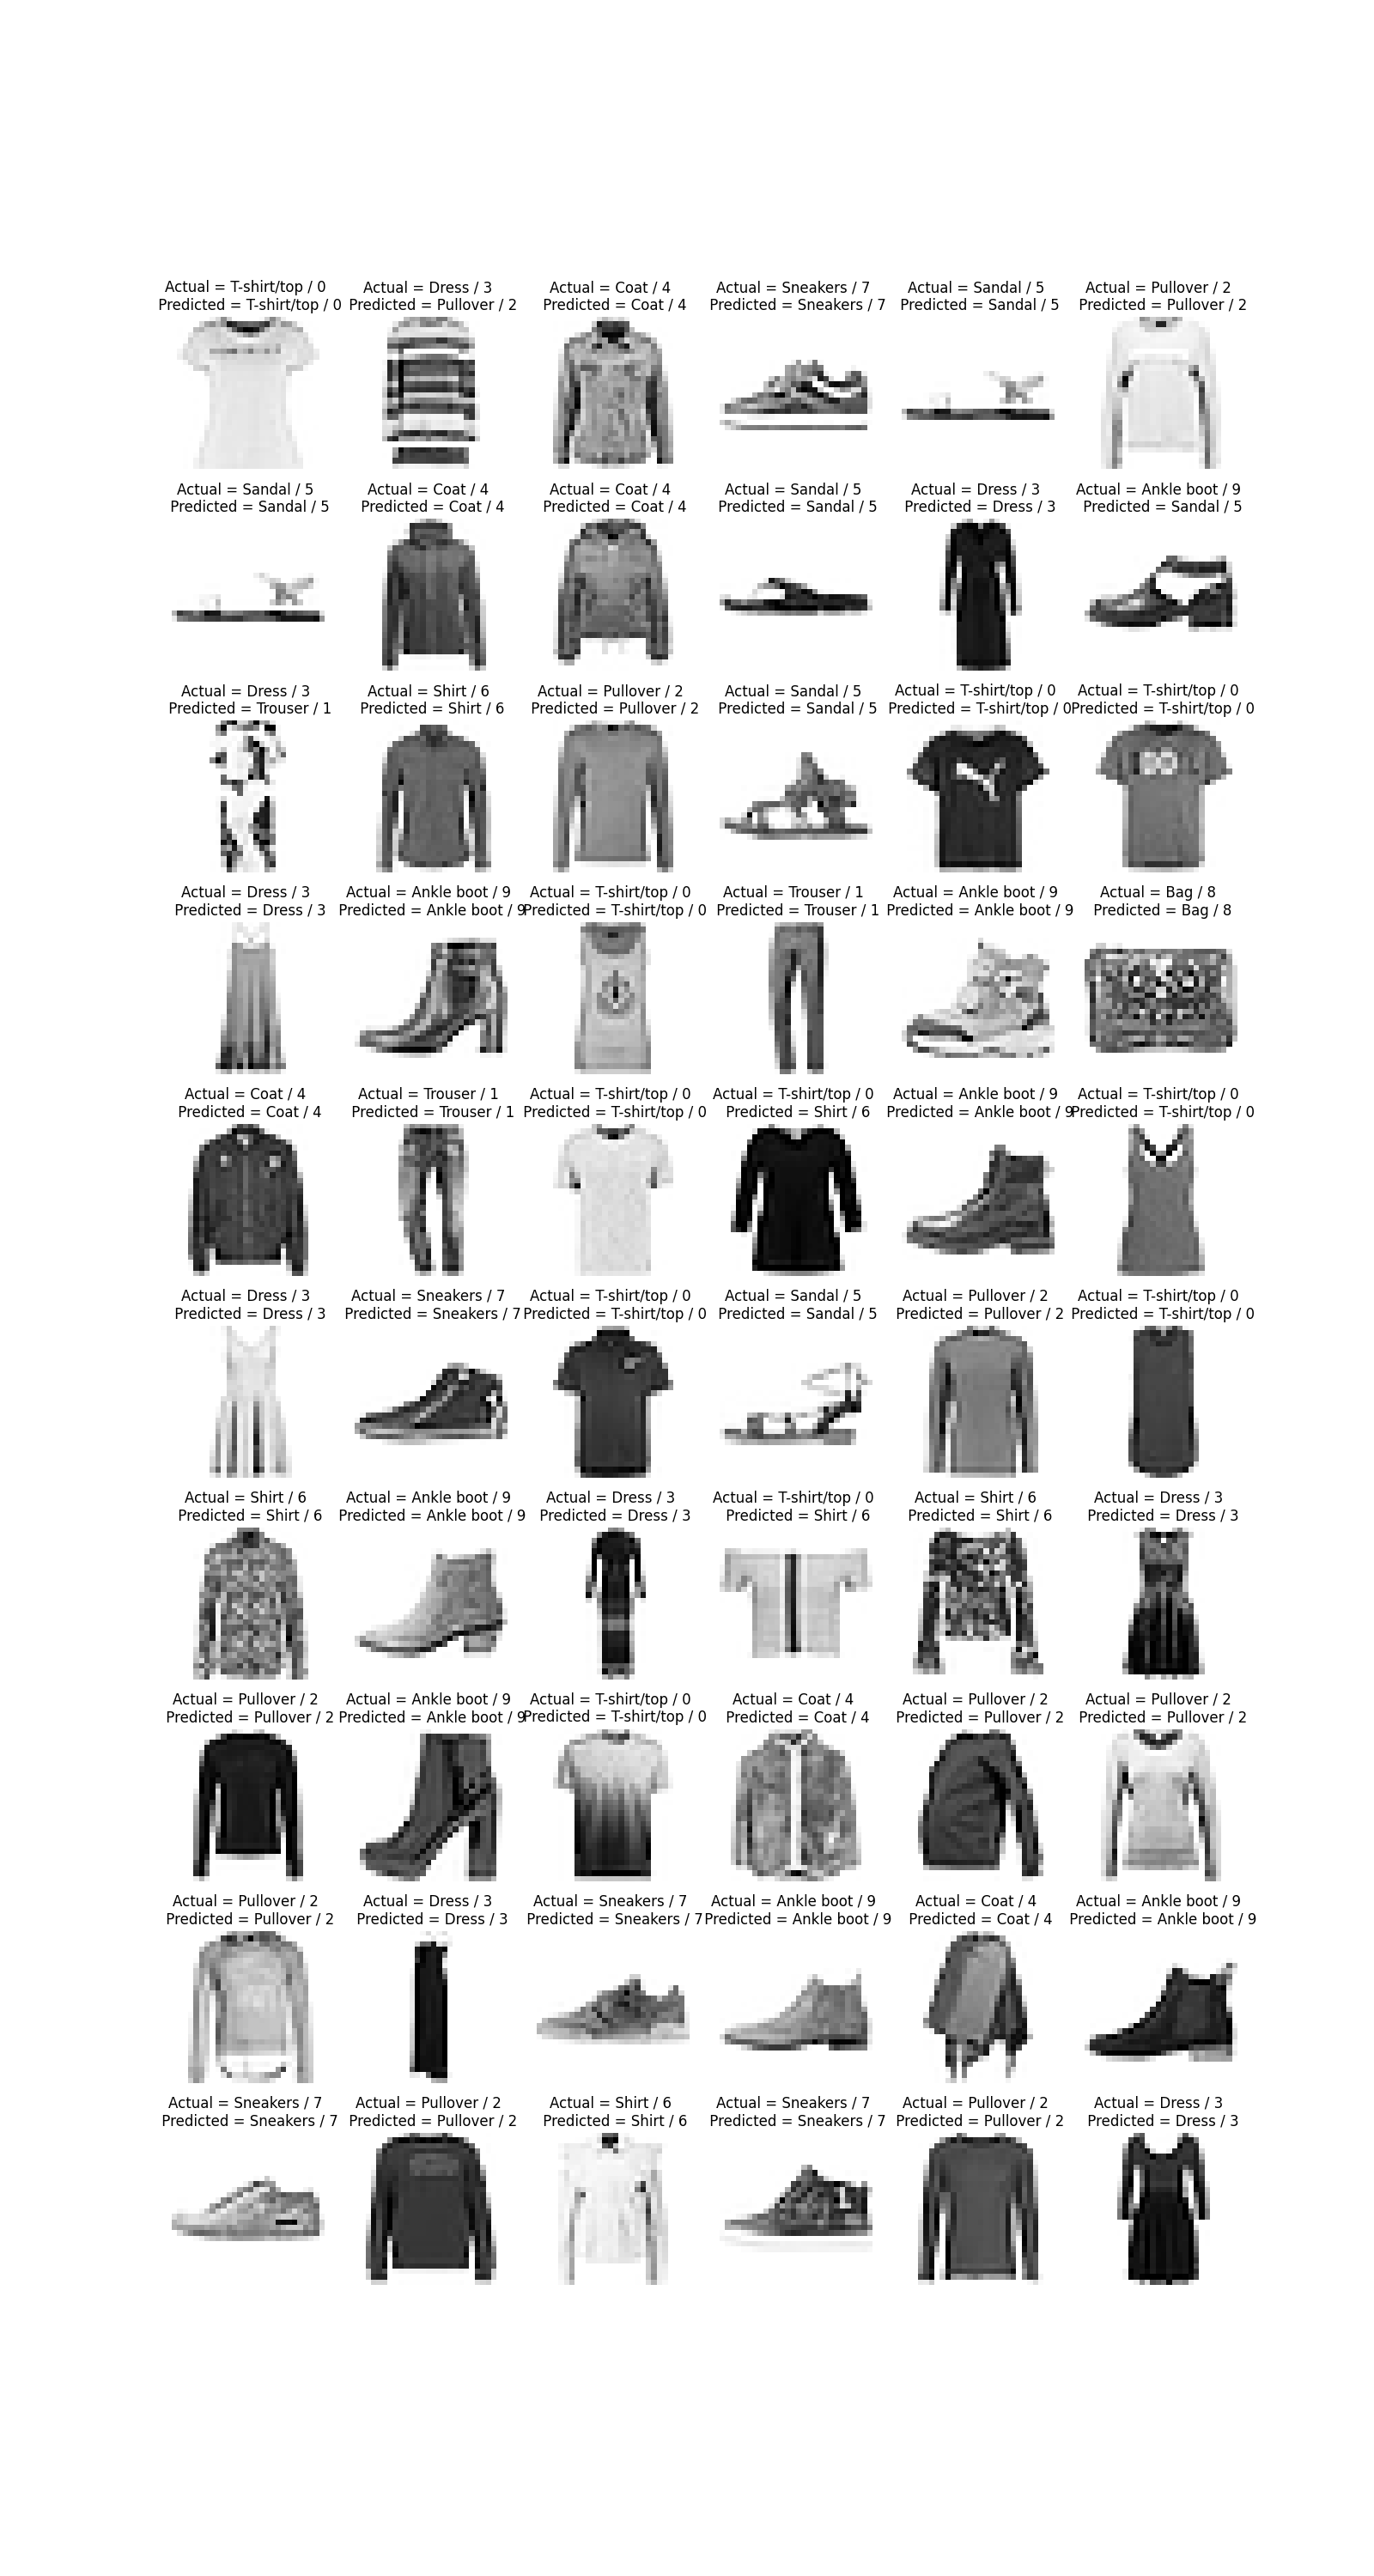 Actual = T-shirt/top / 0
Predicted = T-shirt/top / 0
Actual = Dress / 3
Predicted = Pullover / 2
Actual = Coat / 4
Predicted = Coat / 4
Actual = Sneakers / 7
Predicted = Sneakers / 7
Actual = Sandal / 5
Predicted = Sandal / 5
Actual = Pullover / 2
Predicted = Pullover / 2
Actual = Sandal / 5
Predicted = Sandal / 5
Actual = Coat / 4
Predicted = Coat / 4
Actual = Coat / 4
Predicted = Coat / 4
Actual = Sandal / 5
Predicted = Sandal / 5
Actual = Dress / 3
Predicted = Dress / 3
Actual = Ankle boot / 9
Predicted = Sandal / 5
Actual = Dress / 3
Predicted = Trouser / 1
Actual = Shirt / 6
Predicted = Shirt / 6
Actual = Pullover / 2
Predicted = Pullover / 2
Actual = Sandal / 5
Predicted = Sandal / 5
Actual = T-shirt/top / 0
Predicted = T-shirt/top / 0
Actual = T-shirt/top / 0
Predicted = T-shirt/top / 0
Actual = Dress / 3
Predicted = Dress / 3
Actual = Ankle boot / 9
Predicted = Ankle boot / 9
Actual = T-shirt/top / 0
Predicted = T-shirt/top / 0
Actual = Trouser / 1
Predicted = Trouser / 1
Actual = Ankle boot / 9
Predicted = Ankle boot / 9
Actual = Bag / 8
Predicted = Bag / 8
Actual = Coat / 4
Predicted = Coat / 4
Actual = Trouser / 1
Predicted = Trouser / 1
Actual = T-shirt/top / 0
Predicted = T-shirt/top / 0
Actual = T-shirt/top / 0
Predicted = Shirt / 6
Actual = Ankle boot / 9
Predicted = Ankle boot / 9
Actual = T-shirt/top / 0
Predicted = T-shirt/top / 0
Actual = Dress / 3
Predicted = Dress / 3
Actual = Sneakers / 7
Predicted = Sneakers / 7
Actual = T-shirt/top / 0
Predicted = T-shirt/top / 0
Actual = Sandal / 5
Predicted = Sandal / 5
Actual = Pullover / 2
Predicted = Pullover / 2
Actual = T-shirt/top / 0
Predicted = T-shirt/top / 0
Actual = Shirt / 6
Predicted = Shirt / 6
Actual = Ankle boot / 9
Predicted = Ankle boot / 9
Actual = Dress / 3
Predicted = Dress / 3
Actual = T-shirt/top / 0
Predicted = Shirt / 6
Actual = Shirt / 6
Predicted = Shirt / 6
Actual = Dress / 3
Predicted = Dress / 3
Actual = Pullover / 2
Predicted = Pullover / 2
Actual = Ankle boot / 9
Predicted = Ankle boot / 9
Actual = T-shirt/top / 0
Predicted = T-shirt/top / 0
Actual = Coat / 4
Predicted = Coat / 4
Actual = Pullover / 2
Predicted = Pullover / 2
Actual = Pullover / 2
Predicted = Pullover / 2
Actual = Pullover / 2
Predicted = Pullover / 2
Actual = Dress / 3
Predicted = Dress / 3
Actual = Sneakers / 7
Predicted = Sneakers / 7
Actual = Ankle boot / 9
Predicted = Ankle boot / 9
Actual = Coat / 4
Predicted = Coat / 4
Actual = Ankle boot / 9
Predicted = Ankle boot / 9
Actual = Sneakers / 7
Predicted = Sneakers / 7
Actual = Pullover / 2
Predicted = Pullover / 2
Actual = Shirt / 6
Predicted = Shirt / 6
Actual = Sneakers / 7
Predicted = Sneakers / 7
Actual = Pullover / 2
Predicted = Pullover / 2
Actual = Dress / 3
Predicted = Dress / 3